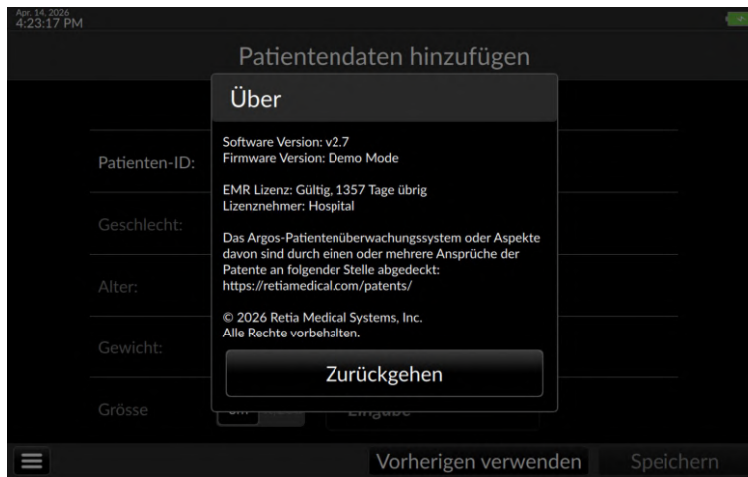 Apr. 14, 2026
4:23:17 PM
Patientendaten hinzufügen
Über
Software Version: v2.7
Firmware Version: Demo Mode
EMR Lizenz: Gültig, 1357 Tage übrig
Lizenznehmer: Hospital
Das Argos-Patientenüberwachungssystem oder Aspekte
davon sind durch einen oder mehrere Ansprüche der
Patente an folgender Stelle abgedeckt:
https://retiamedical.com/patents/
© 2026 Retia Medical Systems, Inc.
Alle Rechte vorbehalten.
Zurückgehen
Patienten-ID:
Geschlecht:
Alter:
Gewicht:
Grösse
Eingabe
Vorherigen verwenden
Speichern